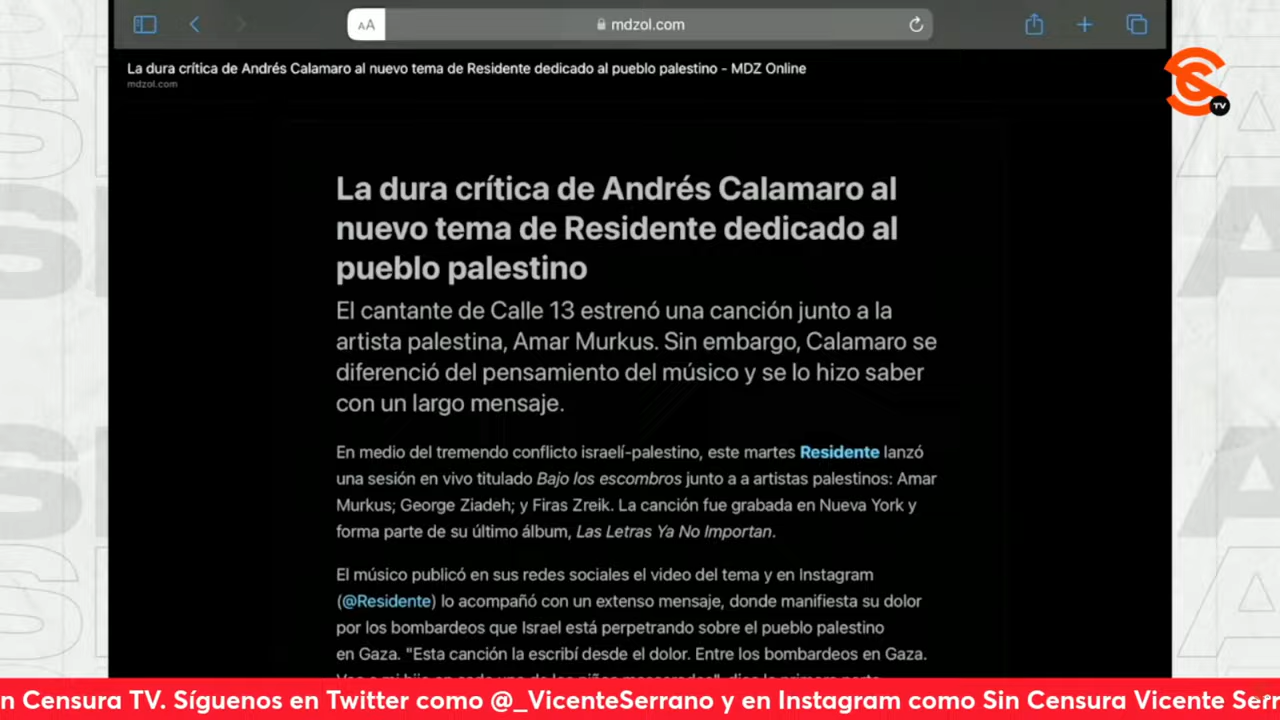 AA
mdzol.com
La dura crítica de Andrés Calamaro al nuevo tema de Residente dedicado al pueblo palestino - MDZ Online
mdzol.com
TV
La dura crítica de Andrés Calamaro al
nuevo tema de Residente dedicado al
pueblo palestino
El cantante de Calle 13 estrenó una canción junto a la
artista palestina, Amar Murkus. Sin embargo, Calamaro se
diferenció del pensamiento del músico y se lo hizo saber
con un largo mensaje.
En medio del tremendo conflicto israelí-palestino, este martes Residente lanzó
una sesión en vivo titulado Bajo los escombros junto a a artistas palestinos: Amar
Murkus; George Ziadeh; y Firas Zreik. La canción fue grabada en Nueva York y
forma parte de su último álbum, Las Letras Ya No Importan.
El músico publicó en sus redes sociales el video del tema y en Instagram
(@Residente) lo acompañó con un extenso mensaje, donde manifiesta su dolor
por los bombardeos que Israel está perpetrando sobre el pueblo palestino
en Gaza. "Esta canción la escribí desde el dolor. Entre los bombardeos en Gaza.
n Censura TV. Síguenos en Twitter como @_VicenteSerrano y en Instagram como Sin Censura Vicente Serr